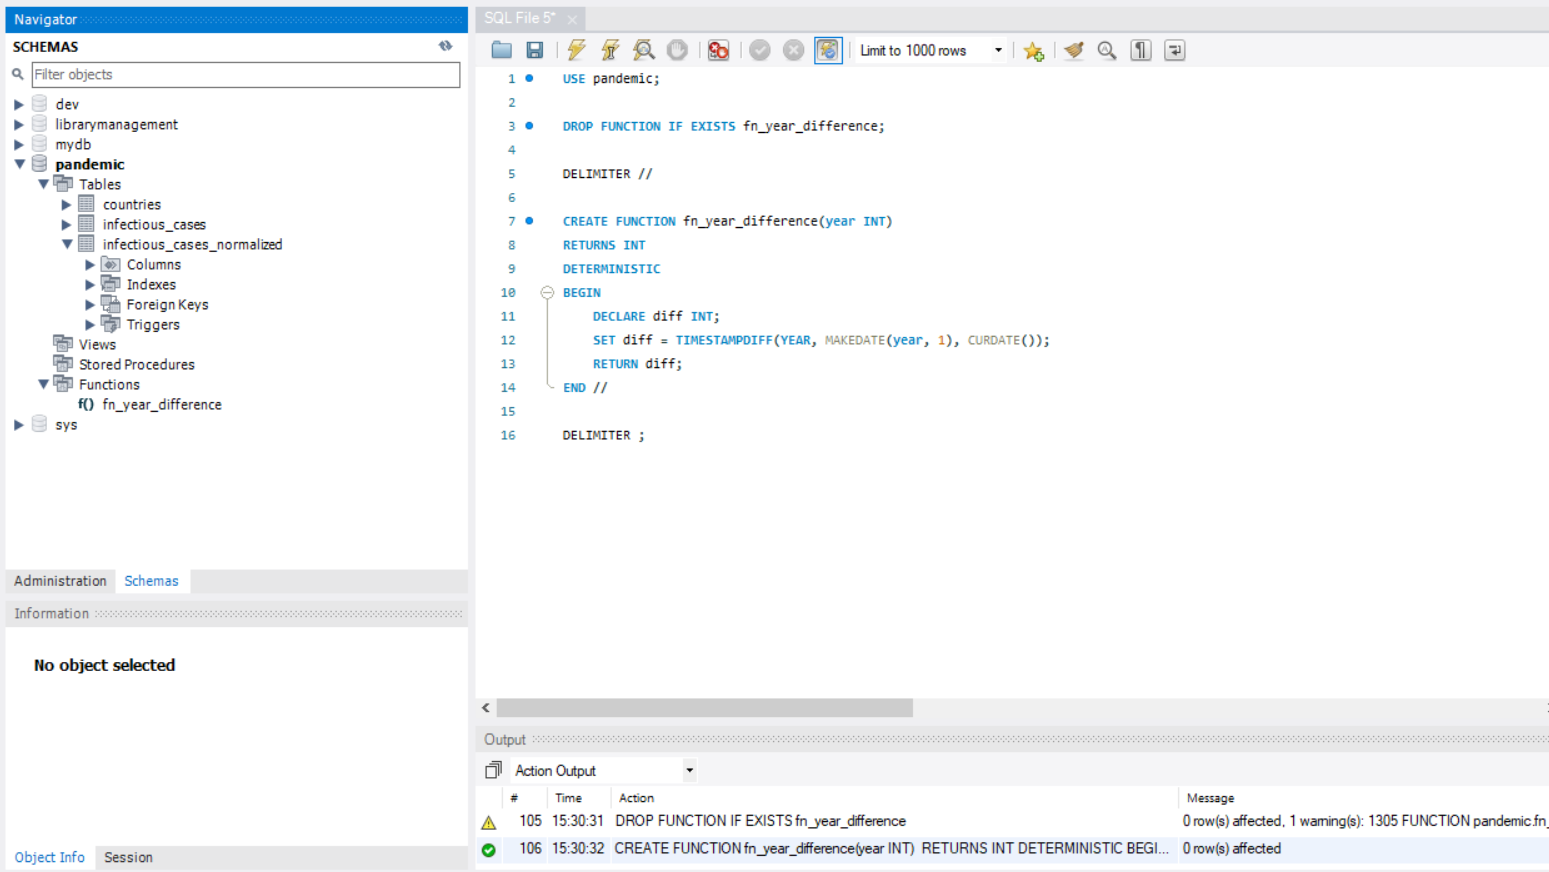 Navigator
SCHEMAS
Filter objects
dev
librarymanagement
mydb
pandemic
Tables
countries
infectious_cases
infectious_cases_normalized
Columns
Indexes
Foreign Keys
Triggers
Views
Stored Procedures
Functions
f() fn_year_difference
sys
Administration Schemas
Information
No object selected
Object Info Session
SQL File 5*
Limit to 1000 rows
1 USE pandemic;
2
3 DROP FUNCTION IF EXISTS fn_year_difference;
4
5 DELIMITER //
6
7 CREATE FUNCTION fn_year_difference(year INT)
8 RETURNS INT
9 DETERMINISTIC
10 BEGIN
11 DECLARE diff INT;
12 SET diff = TIMESTAMPDIFF(YEAR, MAKEDATE(year, 1), CURDATE());
13 RETURN diff;
14 END //
15
16 DELIMITER ;
Output
Action Output
# Time Action Message
105 15:30:31 DROP FUNCTION IF EXISTS fn_year_difference 0 row(s) affected, 1 warning(s): 1305 FUNCTION pandemic.fn_
106 15:30:32 CREATE FUNCTION fn_year_difference(year INT) RETURNS INT DETERMINISTIC BEGI... 0 row(s) affected